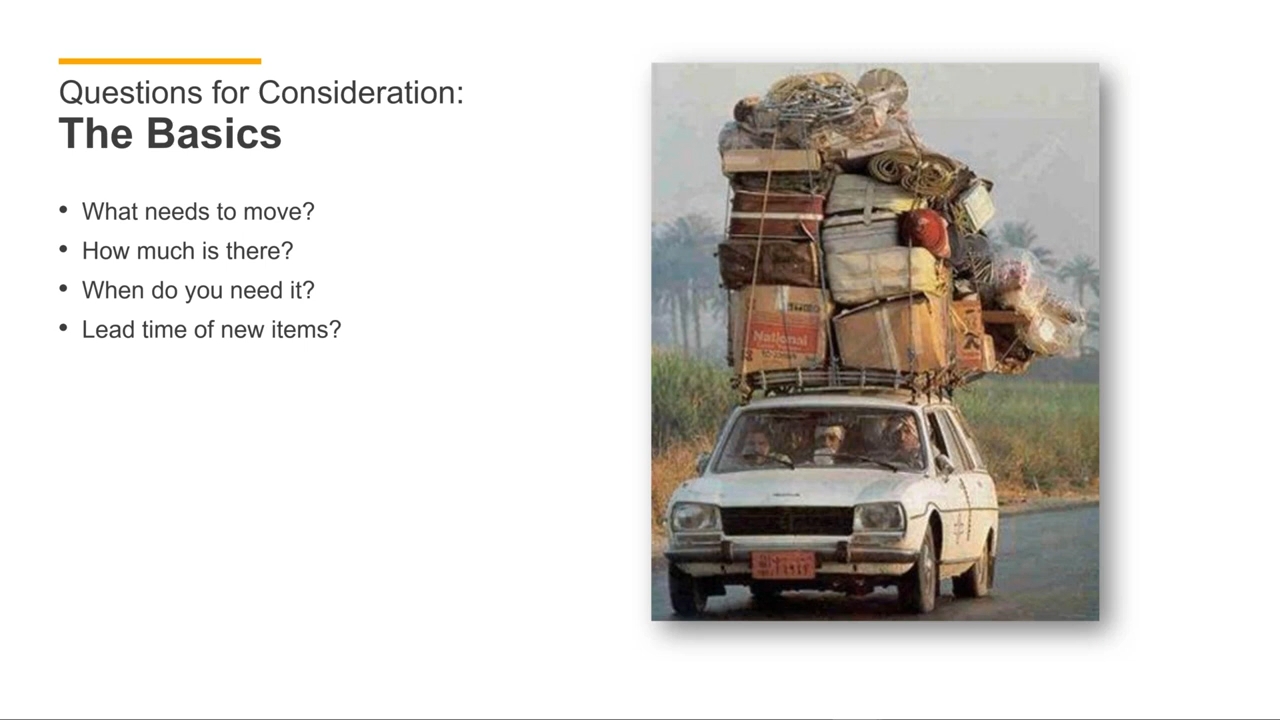 Questions for Consideration:
The Basics
• What needs to move?
• How much is there?
• When do you need it?
• Lead time of new items?
National